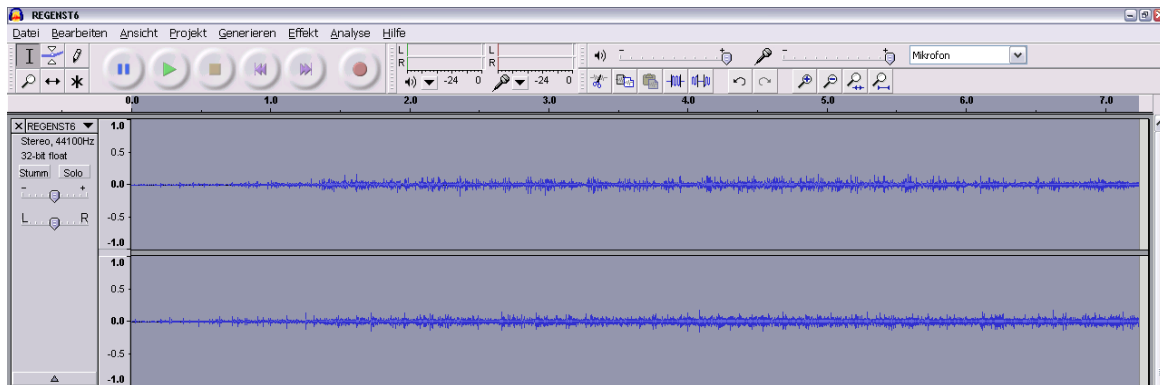 REGENST6
Datei Bearbeiten Ansicht Projekt Generieren Effekt Analyse Hilfe
L
R
-24 0
L
R
-24 0
- +
- +
Mikrofon
0.0 1.0 2.0 3.0 4.0 5.0 6.0 7.0
X REGENST6
Stereo, 44100Hz
32-bit float
Stumm Solo
- +
L R
1.0
0.5
0.0
-0.5
-1.0
1.0
0.5
0.0
-0.5
-1.0